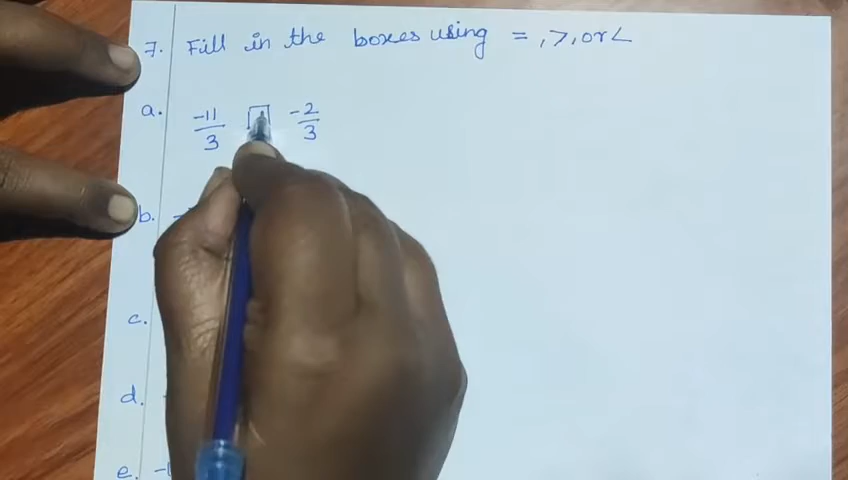 7. Fill in the boxes using =, >, or <
a. -11/3 □ -2/3
b.
c.
d.
e.